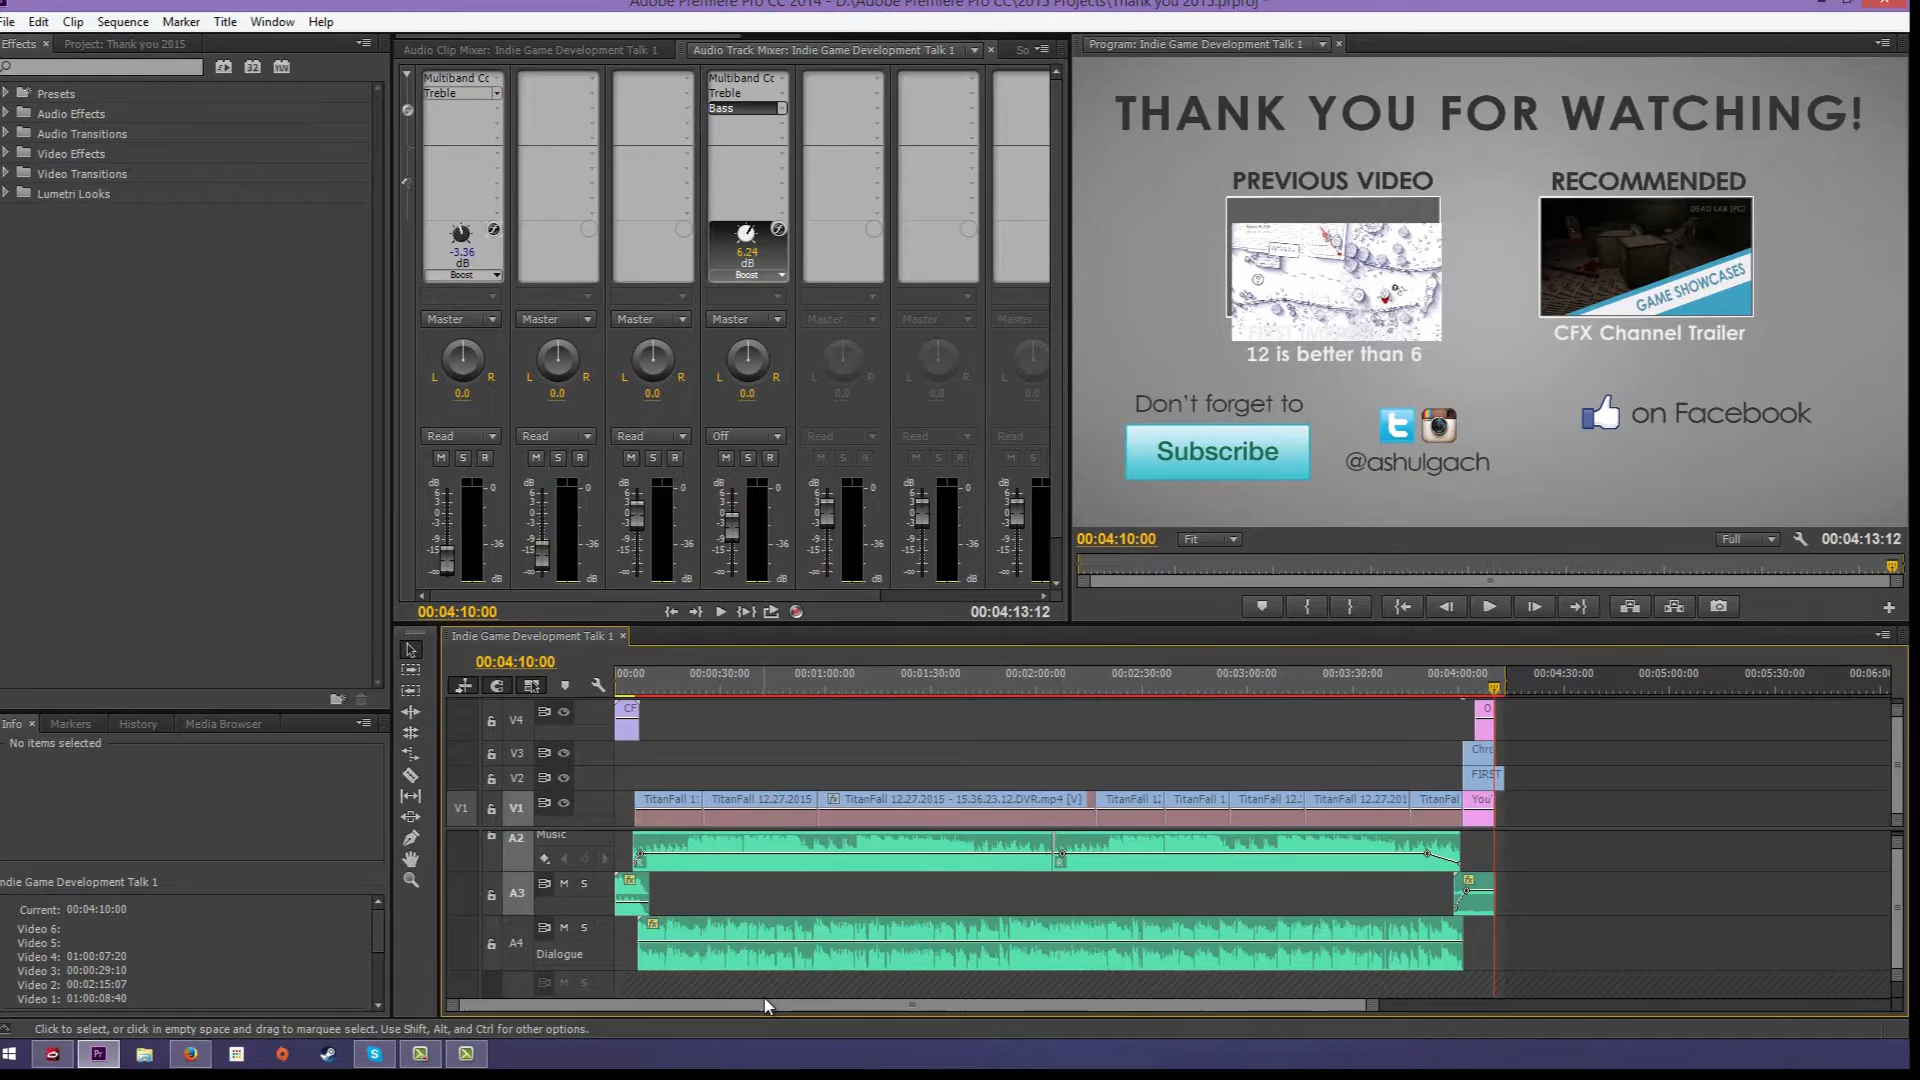 Adobe Premiere Pro CC 2014 - D:\Adobe Premiere Pro CC\2015 Projects\Thank you 2015.prproj *
File Edit Clip Sequence Marker Title Window Help
Effects × Project: Thank you 2015
32 YUV
Presets
Audio Effects
Audio Transitions
Video Effects
Video Transitions
Lumetri Looks
Info × Markers History Media Browser
No items selected
Indie Game Development Talk 1
Current: 00:04:10:00
Video 6:
Video 5:
Video 4: 01:00:07:20
Video 3: 00:00:29:10
Video 2: 00:02:15:07
Video 1: 01:00:08:40
Audio Clip Mixer: Indie Game Development Talk 1 Audio Track Mixer: Indie Game Development Talk 1 × So
Multiband Cc Multiband Cc
Treble Treble
Bass
-3.36 6.24
dB dB
Boost Boost
Master Master Master Master Master Master Master
L R L R L R L R
0.0 0.0 0.0 0.0 0.0 0.0 0.0
Read Read Read Off Read Read Read
M S R M S R M S R M S R M S R M S R M S
00:04:10:00 00:04:13:12
Program: Indie Game Development Talk 1 ×
THANK YOU FOR WATCHING!
PREVIOUS VIDEO RECOMMENDED
DEAD LAB [PC]
GAME SHOWCASES
12 is better than 6 CFX Channel Trailer
Don't forget to
Subscribe
@ashulgach
on Facebook
00:04:10:00 Fit Full 00:04:13:12
Indie Game Development Talk 1 ×
00:04:10:00
00:00 00:00:30:00 00:01:00:00 00:01:30:00 00:02:00:00 00:02:30:00 00:03:00:00 00:03:30:00 00:04:00:00 00:04:30:00 00:05:00:00 00:05:30:00 00:06:0
V4 CF O
V3 Chro
V2 FIRST
V1 V1 TitanFall 1: TitanFall 12.27.2015 TitanFall 12.27.2015 - 15.36.23.12.DVR.mp4 [V] TitanFall 12 TitanFall 1 TitanFall 12.: TitanFall 12.27.201 TitanFal You
A2 Music
A3 M S
A4 M S
Dialogue
M S
Click to select, or click in empty space and drag to marquee select. Use Shift, Alt, and Ctrl for other options.